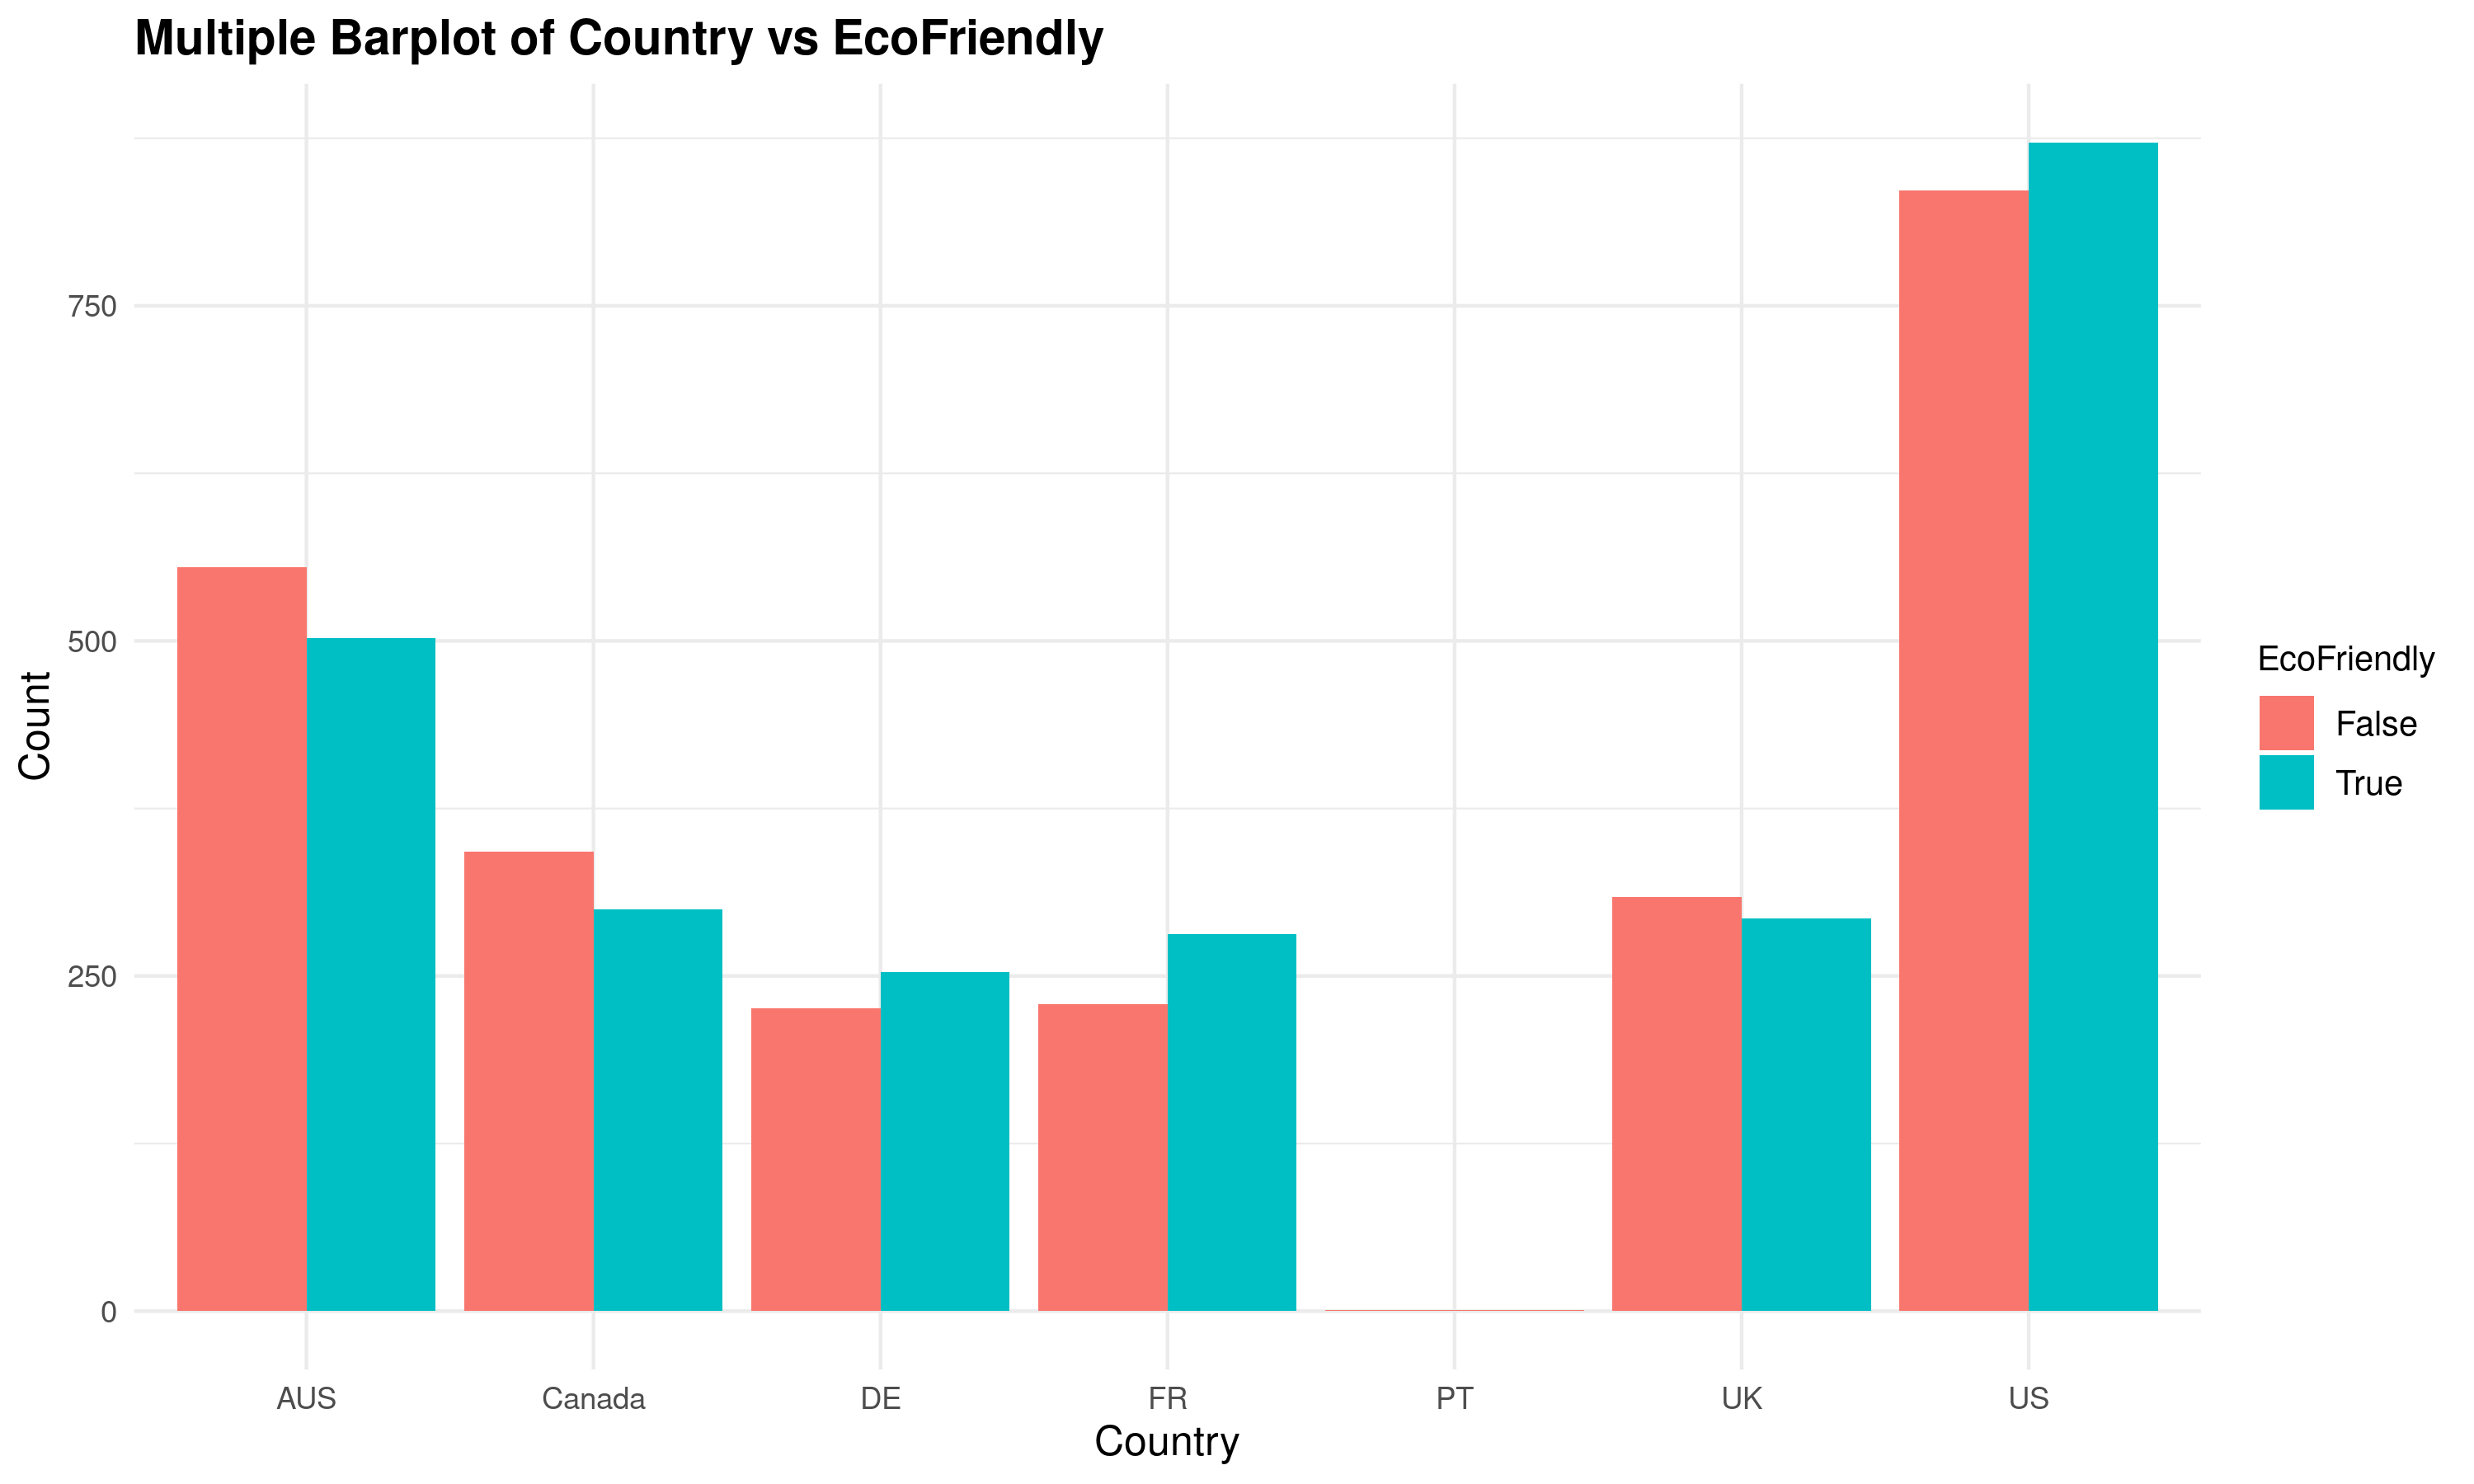 Multiple Barplot of Country vs EcoFriendly
Count
750
500
250
0
AUS Canada DE FR PT UK US
Country
EcoFriendly
False
True